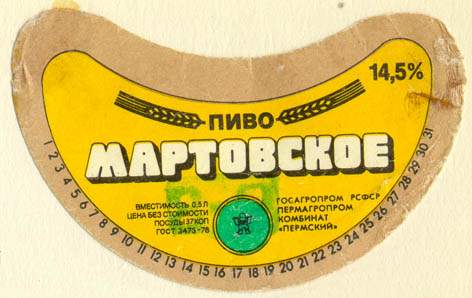 14,5%
ПИВО
МАРТОВСКОЕ
ВМЕСТИМОСТЬ 0,5 Л
ЦЕНА БЕЗ СТОИМОСТИ
ПОСУДЫ 37 КОП
ГОСТ 3473-78
ГОСАГРОПРОМ РСФСР
ПЕРМАГРОПРОМ
КОМБИНАТ
«ПЕРМСКИЙ»
1 2 3 4 5 6 7 8 9 10 11 12 13 14 15 16 17 18 19 20 21 22 23 24 25 26 27 28 29 30 31